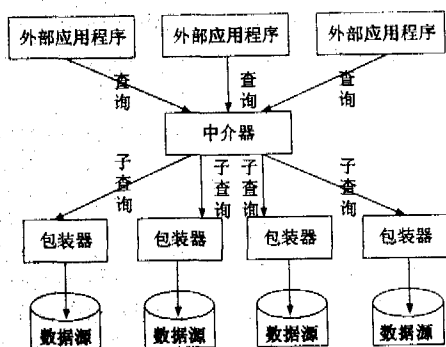 外部应用程序 外部应用程序 外部应用程序
查询 查询 查询
中介器
子查询 子查询 子查询 子查询
包装器 包装器 包装器 包装器
数据源 数据源 数据源 数据源